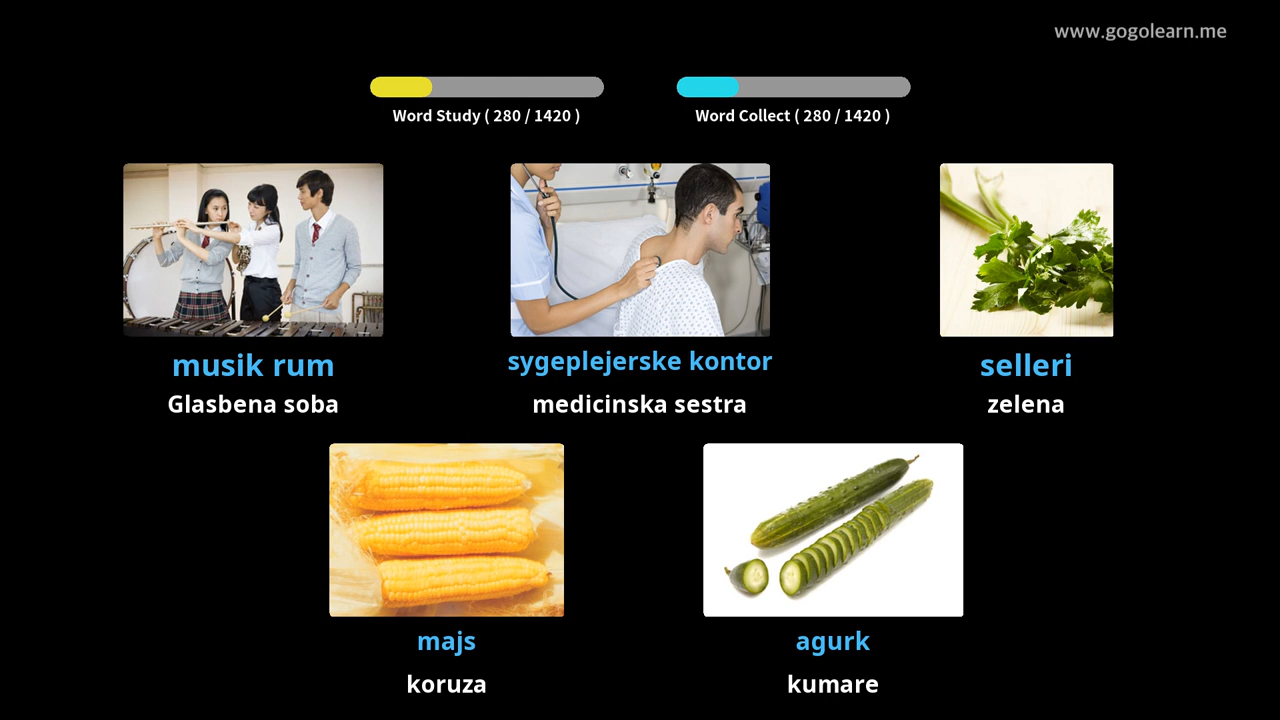 www.gogolearn.me
Word Study ( 280 / 1420 )
Word Collect ( 280 / 1420 )
musik rum
Glasbena soba
sygeplejerske kontor
medicinska sestra
selleri
zelena
majs
koruza
agurk
kumare